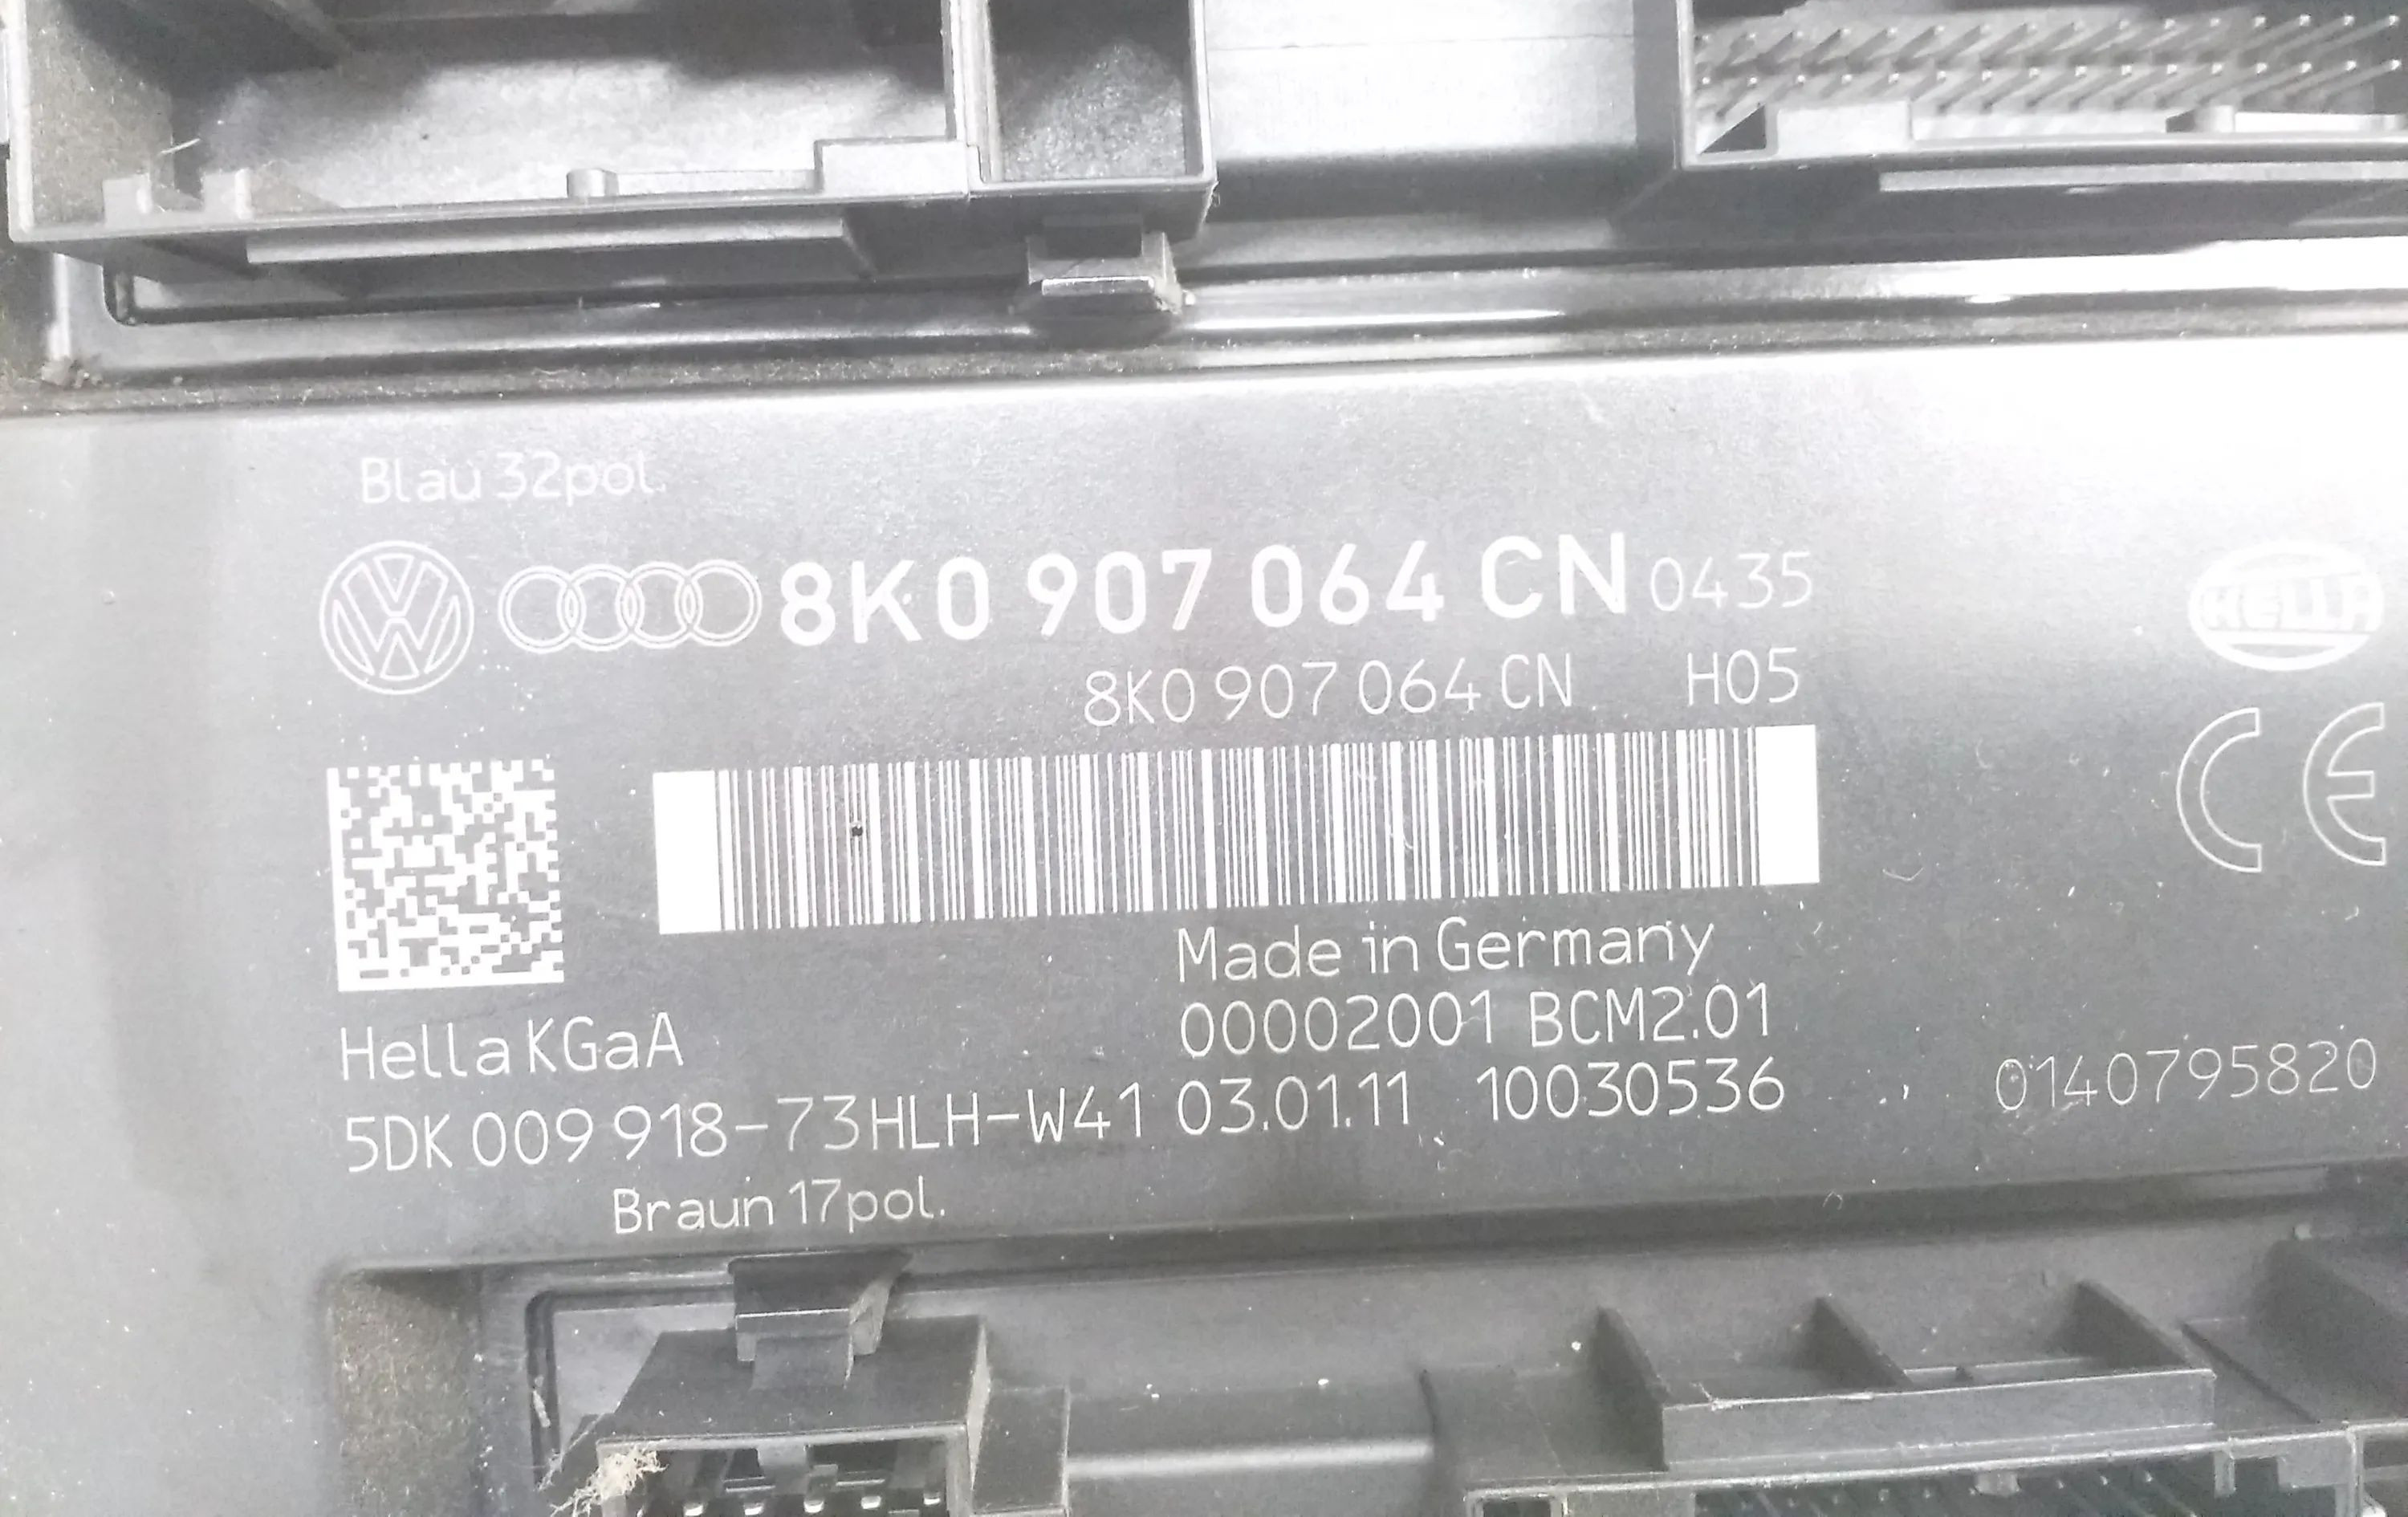 Blau 32pol.
8K0 907 064 CN 0435
8K0 907 064 CN H05
HELLA
CE
Made in Germany
00002001 BCM2.01
Hella KGaA
5DK 009 918-73HLH-W41 03.01.11 10030536
0140795820
Braun 17pol.